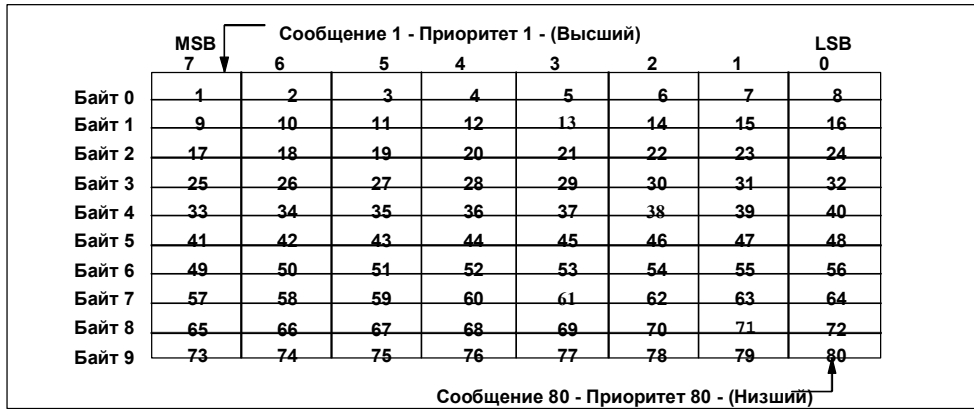 Сообщение 1 - Приоритет 1 - (Высший)
MSB LSB
7 6 5 4 3 2 1 0
Байт 0 1 2 3 4 5 6 7 8
Байт 1 9 10 11 12 13 14 15 16
Байт 2 17 18 19 20 21 22 23 24
Байт 3 25 26 27 28 29 30 31 32
Байт 4 33 34 35 36 37 38 39 40
Байт 5 41 42 43 44 45 46 47 48
Байт 6 49 50 51 52 53 54 55 56
Байт 7 57 58 59 60 61 62 63 64
Байт 8 65 66 67 68 69 70 71 72
Байт 9 73 74 75 76 77 78 79 80
Сообщение 80 - Приоритет 80 - (Низший)